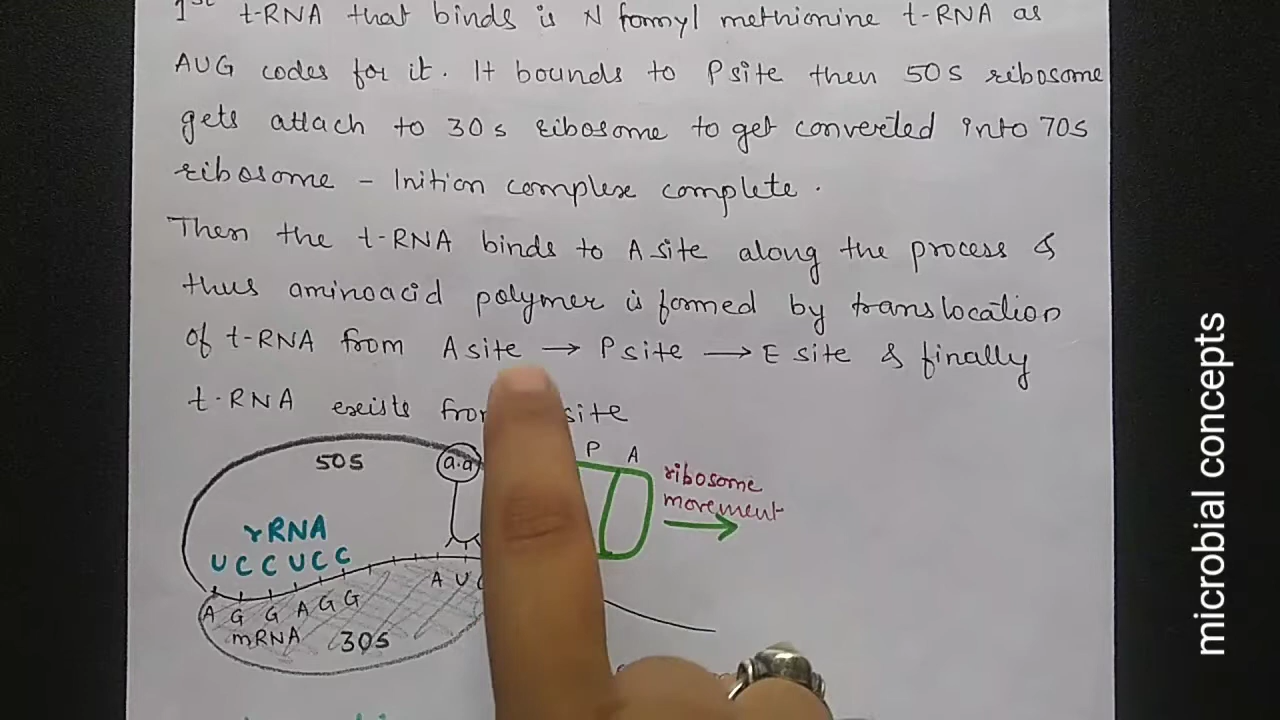 1st t-RNA that binds is N formyl methionine t-RNA as
AUG codes for it. It bounds to P site then 50s ribosome
gets attach to 30s ribosome to get converted into 70s
ribosome – Inition complex complete.
Then the t-RNA binds to A site along the process &
thus aminoacid polymer is formed by translocation
of t-RNA from A site → P site → E site & finally
t-RNA exists site
50S
a.a
P A
ribosome
movement
rRNA
UCCUCC
A U
A G G A G G
mRNA 30S
microbial concepts